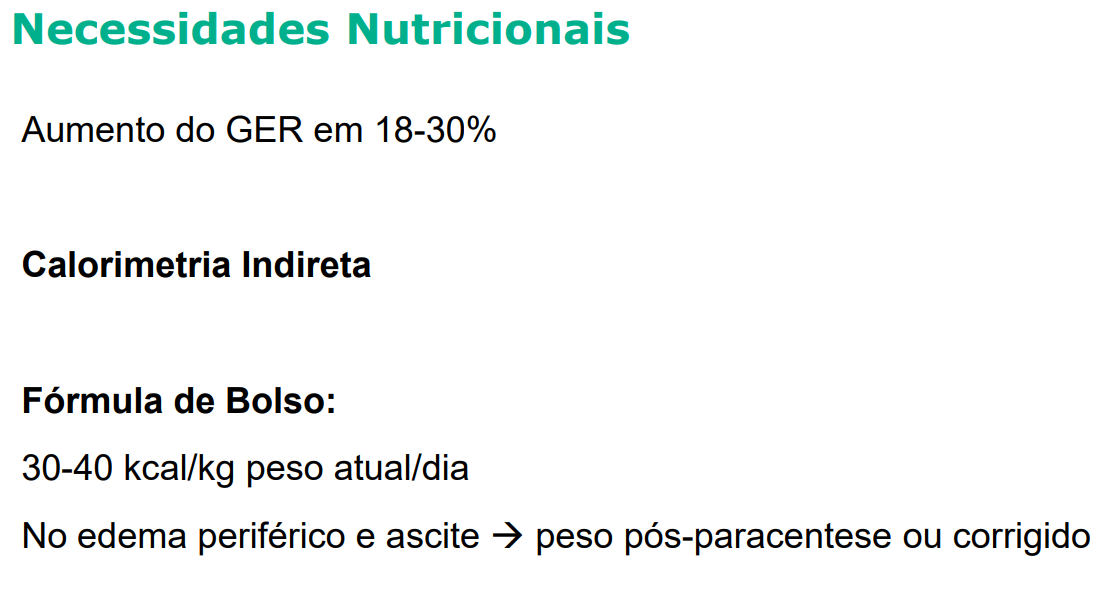 Necessidades Nutricionais
Aumento do GER em 18-30%
Calorimetria Indireta
Fórmula de Bolso:
30-40 kcal/kg peso atual/dia
No edema periférico e ascite → peso pós-paracentese ou corrigido